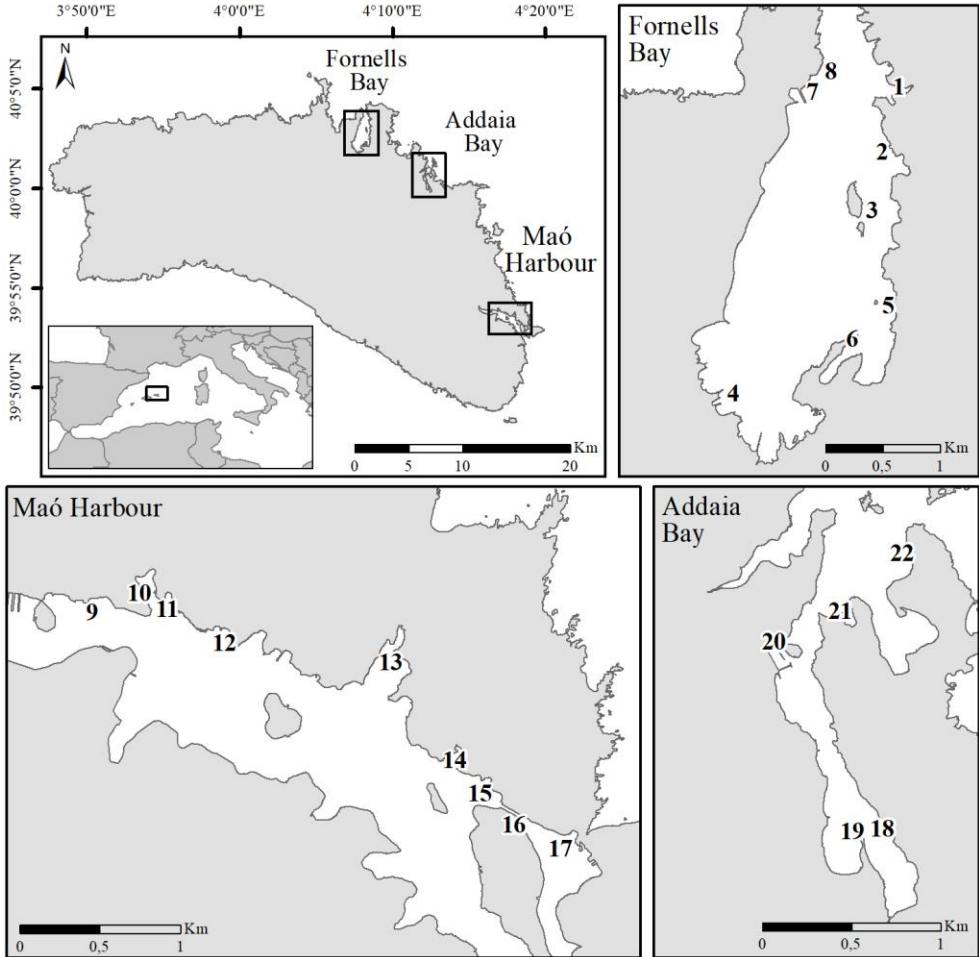 3°50'0"E 4°0'0"E 4°10'0"E 4°20'0"E
40°5'0"N
40°0'0"N
39°55'0"N
39°50'0"N
N
Fornells
Bay
Addaia
Bay
Maó
Harbour
Km
0 10 20
Fornells
Bay
8
7
1
2
3
5
6
4
Km
0 0,5 1
Maó Harbour
10
9
11
12
13
14
15
16
17
Km
0 0,5 1
Addaia
Bay
22
21
20
19
18
Km
0 0,5 1